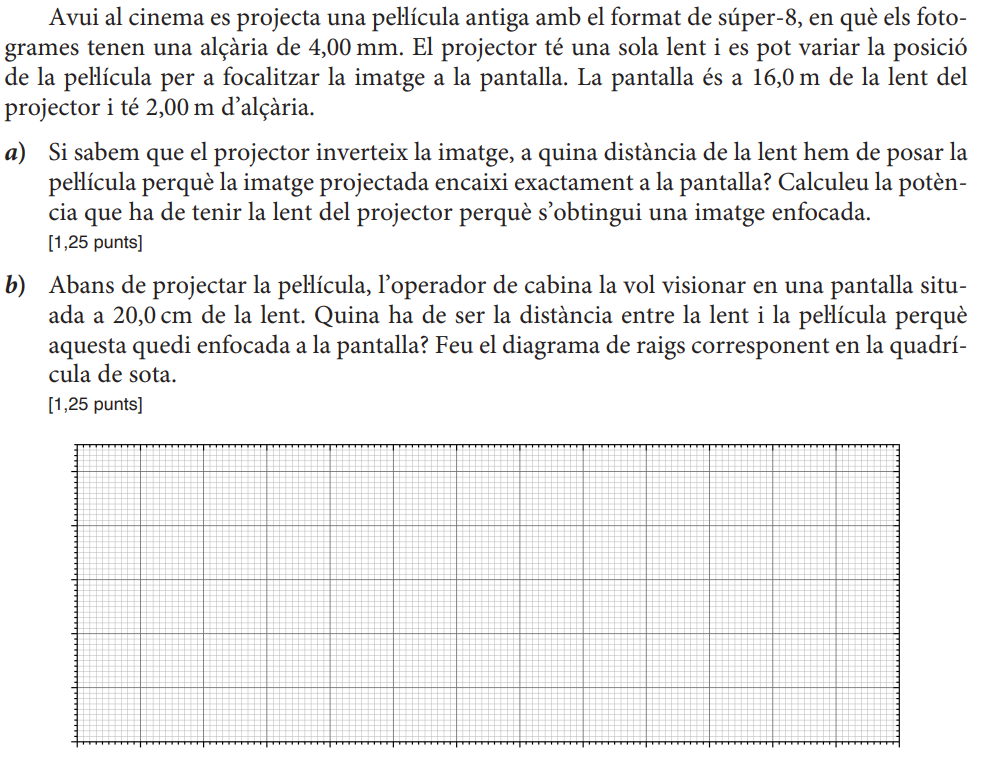 Avui al cinema es projecta una pel·lícula antiga amb el format de súper-8, en què els foto-
grames tenen una alçària de 4,00 mm. El projector té una sola lent i es pot variar la posició
de la pel·lícula per a focalitzar la imatge a la pantalla. La pantalla és a 16,0 m de la lent del
projector i té 2,00 m d’alçària.
a) Si sabem que el projector inverteix la imatge, a quina distància de la lent hem de posar la
pel·lícula perquè la imatge projectada encaixi exactament a la pantalla? Calculeu la potèn-
cia que ha de tenir la lent del projector perquè s’obtingui una imatge enfocada.
[1,25 punts]
b) Abans de projectar la pel·lícula, l’operador de cabina la vol visionar en una pantalla situ-
ada a 20,0 cm de la lent. Quina ha de ser la distància entre la lent i la pel·lícula perquè
aquesta quedi enfocada a la pantalla? Feu el diagrama de raigs corresponent en la quadrí-
cula de sota.
[1,25 punts]